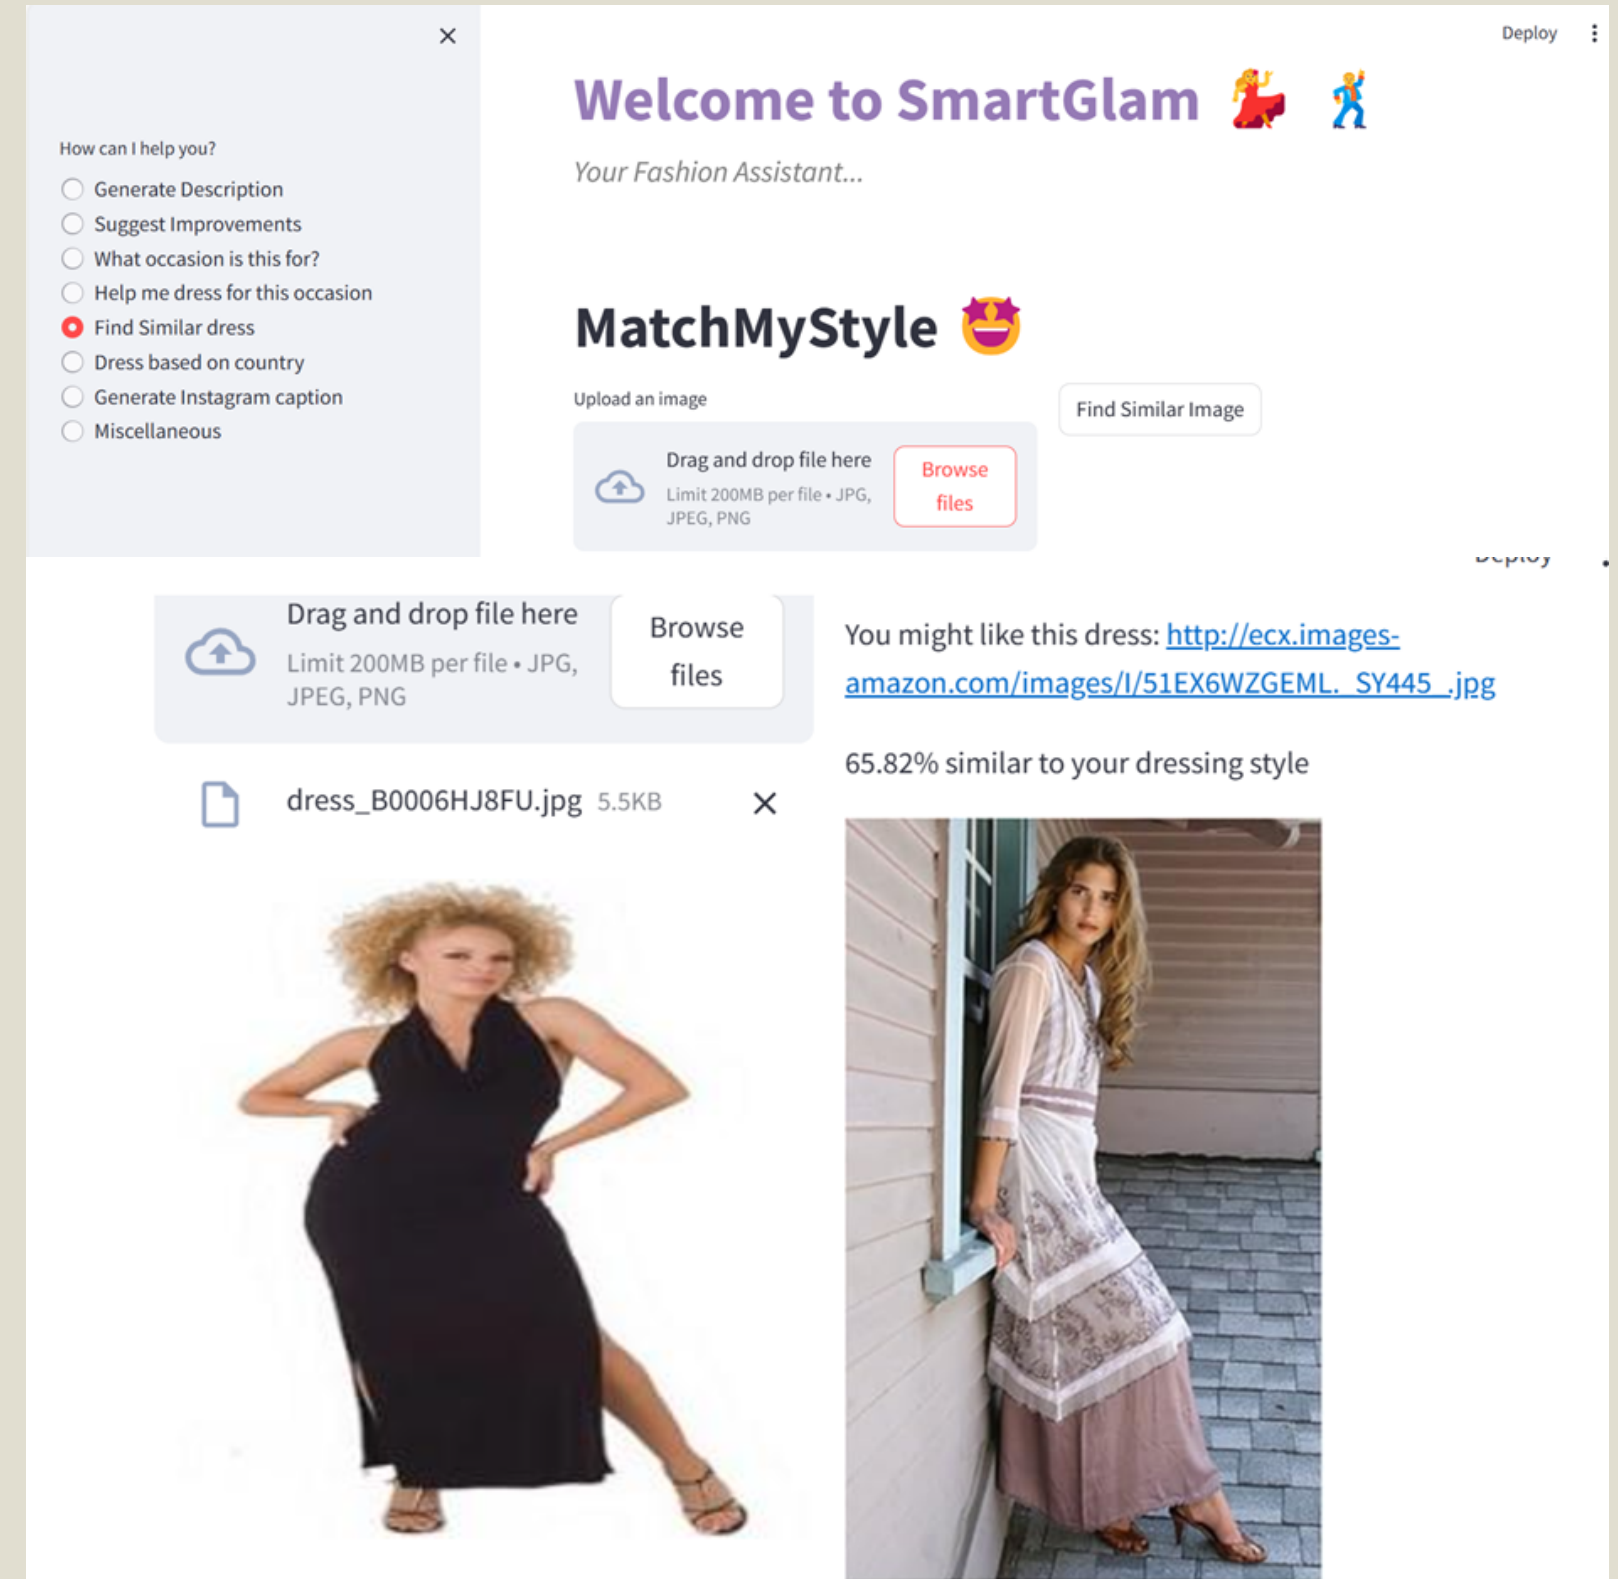 Deploy
Welcome to SmartGlam
Your Fashion Assistant...
How can I help you?
Generate Description
Suggest Improvements
What occasion is this for?
Help me dress for this occasion
Find Similar dress
Dress based on country
Generate Instagram caption
Miscellaneous
MatchMyStyle
Upload an image
Find Similar Image
Drag and drop file here
Limit 200MB per file • JPG,
JPEG, PNG
Browse
files
Deploy
Drag and drop file here
Limit 200MB per file • JPG,
JPEG, PNG
Browse
files
dress_B0006HJ8FU.jpg 5.5KB
You might like this dress: http://ecx.images-
amazon.com/images/I/51EX6WZGEML._SY445_.jpg
65.82% similar to your dressing style